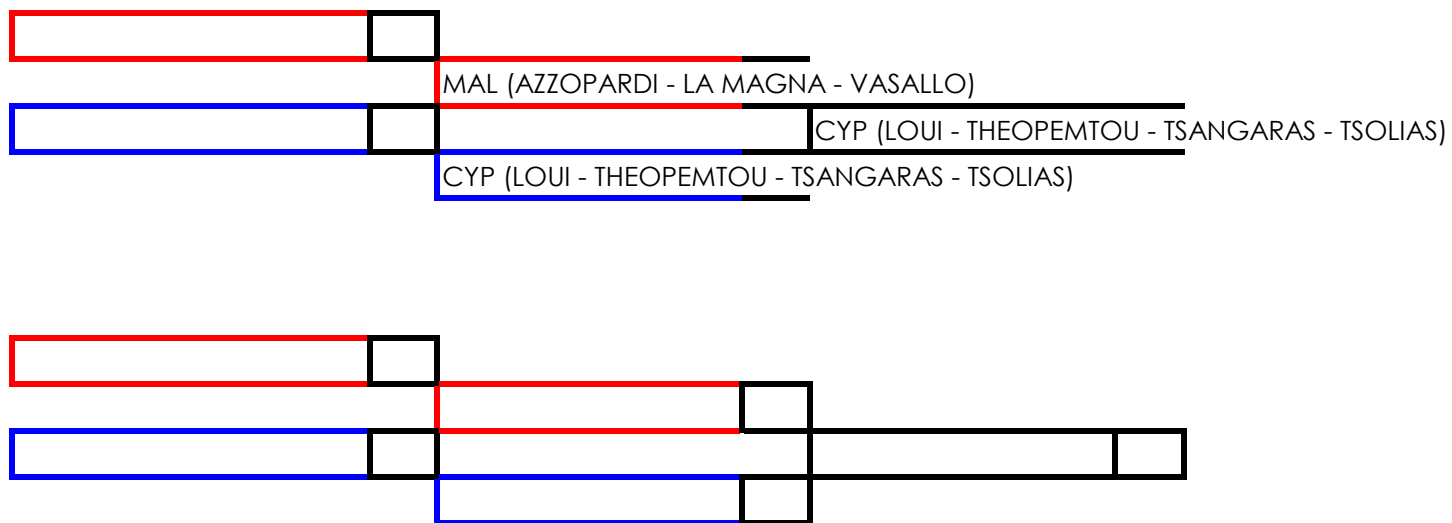 MAL (AZZOPARDI - LA MAGNA - VASALLO)
CYP (LOUI - THEOPEMTOU - TSANGARAS - TSOLIAS)
CYP (LOUI - THEOPEMTOU - TSANGARAS - TSOLIAS)